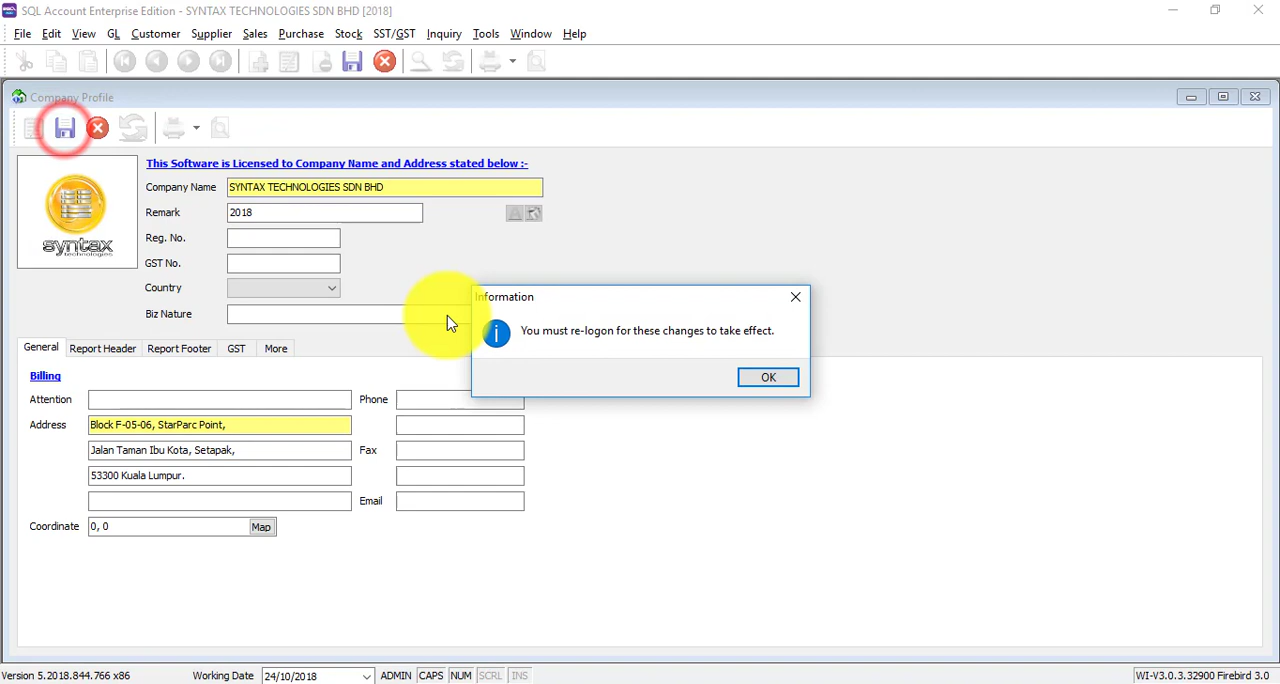 SQL Account Enterprise Edition - SYNTAX TECHNOLOGIES SDN BHD [2018]
File Edit View GL Customer Supplier Sales Purchase Stock SST/GST Inquiry Tools Window Help
Company Profile
This Software is Licensed to Company Name and Address stated below :-
Company Name SYNTAX TECHNOLOGIES SDN BHD
Remark 2018
Reg. No.
GST No.
Country
Biz Nature
syntax
technologies
Information
You must re-logon for these changes to take effect.
OK
General Report Header Report Footer GST More
Billing
Attention Phone
Address Block F-05-06, StarParc Point,
Jalan Taman Ibu Kota, Setapak, Fax
53300 Kuala Lumpur.
Email
Coordinate 0, 0 Map
Version 5.2018.844.766 x86 Working Date 24/10/2018 ADMIN CAPS NUM SCRL INS WI-V3.0.3.32900 Firebird 3.0